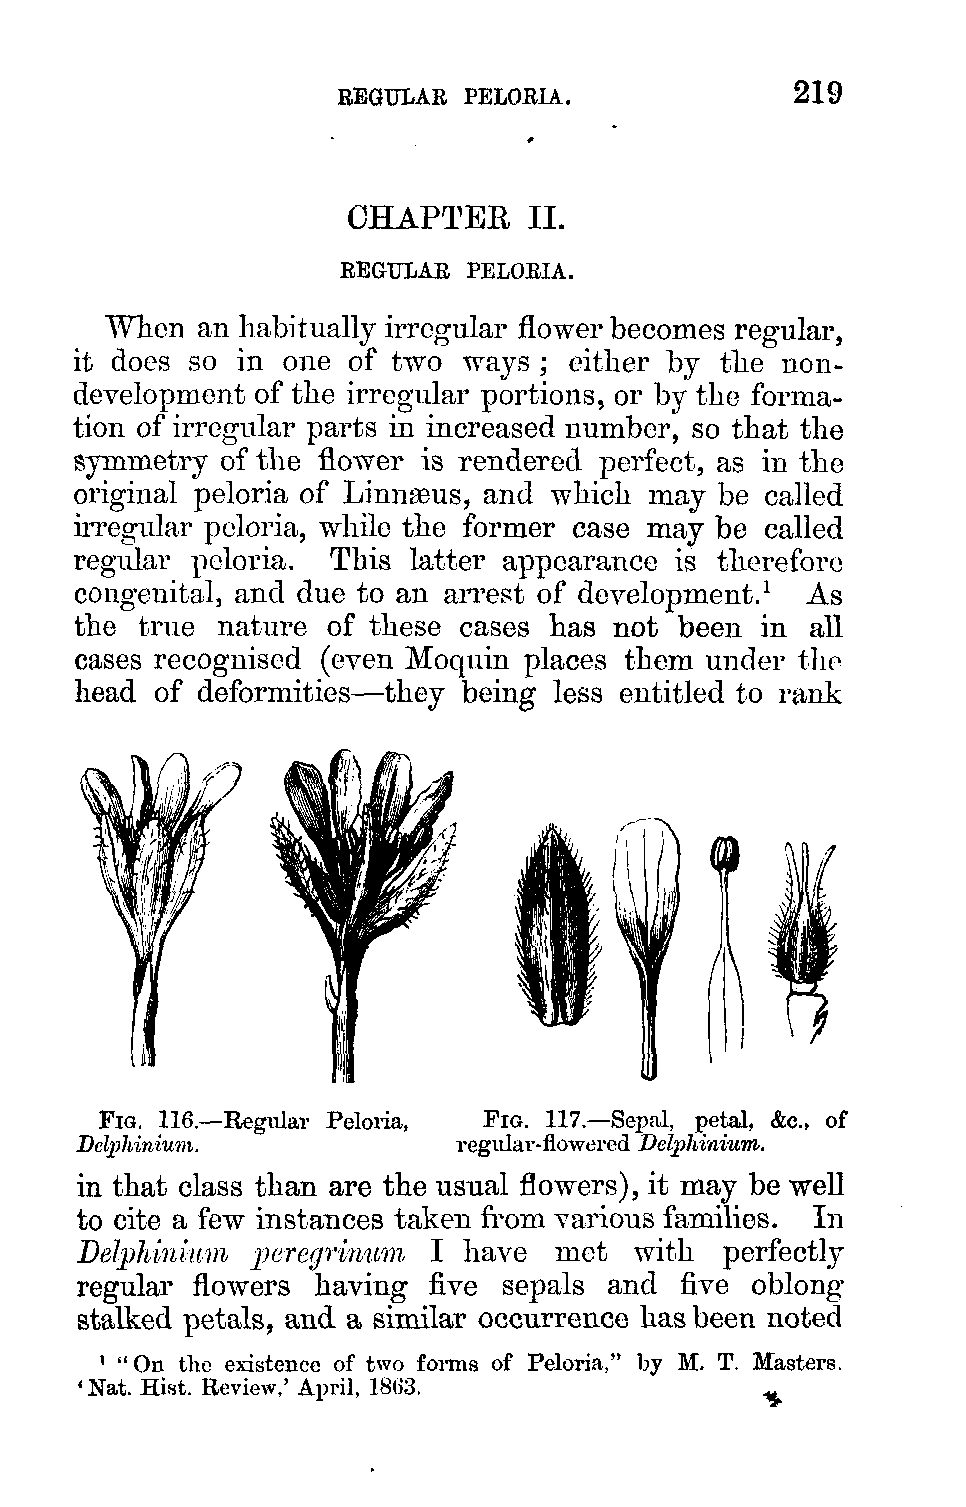 REGULAR PELORIA. 219
CHAPTER II.
REGULAR PELORIA.
When an habitually irregular flower becomes regular,
it does so in one of two ways; either by the non-
development of the irregular portions, or by the forma-
tion of irregular parts in increased number, so that the
symmetry of the flower is rendered perfect, as in the
original peloria of Linnæus, and which may be called
irregular peloria, while the former case may be called
regular peloria. This latter appearance is therefore
congenital, and due to an arrest of development.¹ As
the true nature of these cases has not been in all
cases recognised (even Moquin places them under the
head of deformities—they being less entitled to rank
FIG. 116.—Regular Peloria,
Delphinium.
FIG. 117.—Sepal, petal, &c., of
regular-flowered Delphinium.
in that class than are the usual flowers), it may be well
to cite a few instances taken from various families. In
Delphinium peregrinum I have met with perfectly
regular flowers having five sepals and five oblong
stalked petals, and a similar occurrence has been noted
¹ "On the existence of two forms of Peloria," by M. T. Masters.
'Nat. Hist. Review,' April, 1863.